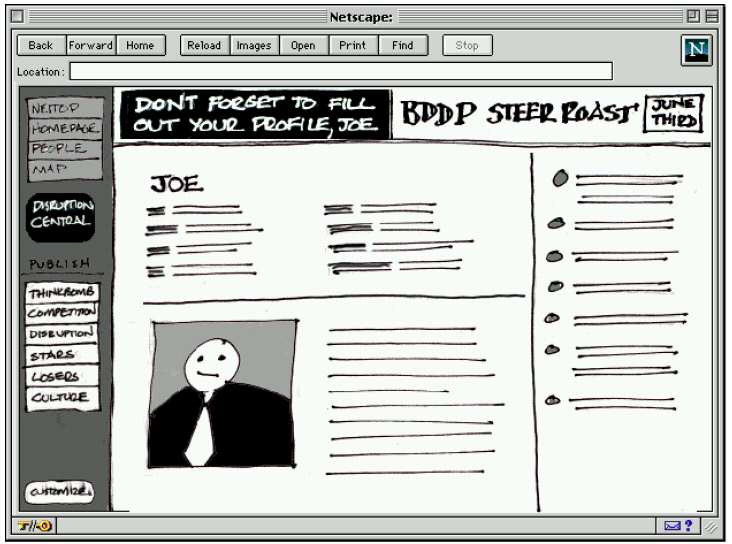 Netscape:
Back Forward Home Reload Images Open Print Find Stop
N
Location:
NEITOP
HOMEPAGE
PEOPLE
MAP
DISRUPTION
CENTRAL
PUBLISH
THINKBOMB
COMPETITION
DISRUPTION
STARS
LOSERS
CULTURE
CUSTOMIZE
DON'T FORGET TO FILL
OUT YOUR PROFILE, JOE
BDDP STEER ROAST
JUNE
THIRD
JOE
?